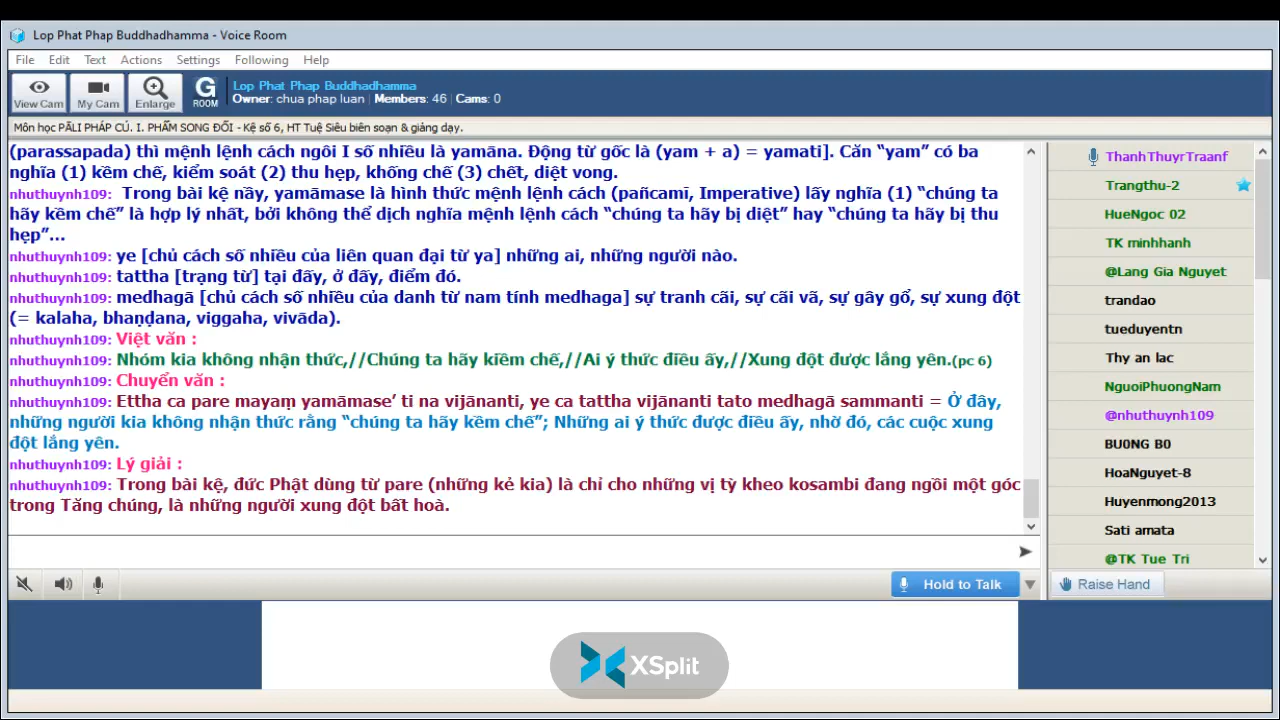 Lop Phat Phap Buddhadhamma - Voice Room
File Edit Text Actions Settings Following Help
View Cam
My Cam
Enlarge
G
ROOM
Lop Phat Phap Buddhadhamma
Owner: chua phap luan | Members: 46 | Cams: 0
Môn học PĀLI PHÁP CÚ. I. PHẨM SONG ĐỐI - Kệ số 6, HT Tuệ Siêu biên soạn & giảng dạy.
(parassapada) thì mệnh lệnh cách ngôi I số nhiều là yamāna. Động từ gốc là (yam + a) = yamati]. Căn “yam” có ba
nghĩa (1) kềm chế, kiểm soát (2) thu hẹp, khống chế (3) chết, diệt vong.
nhuthuynh109: Trong bài kệ nầy, yamāmase là hình thức mệnh lệnh cách (pañcamī, Imperative) lấy nghĩa (1) “chúng ta
hãy kềm chế” là hợp lý nhất, bởi không thể dịch nghĩa mệnh lệnh cách “chúng ta hãy bị diệt” hay “chúng ta hãy bị thu
hẹp”...
nhuthuynh109: ye [chủ cách số nhiều của liên quan đại từ ya] những ai, những người nào.
nhuthuynh109: tattha [trạng từ] tại đấy, ở đấy, điểm đó.
nhuthuynh109: medhagā [chủ cách số nhiều của danh từ nam tính medhaga] sự tranh cãi, sự cãi vã, sự gây gổ, sự xung đột
(= kalaha, bhaṇḍana, viggaha, vivāda).
nhuthuynh109: Việt văn :
nhuthuynh109: Nhóm kia không nhận thức,//Chúng ta hãy kiềm chế,//Ai ý thức điều ấy,//Xung đột được lắng yên.(pc 6)
nhuthuynh109: Chuyển văn :
nhuthuynh109: Ettha ca pare mayaṃ yamāmase’ ti na vijānanti, ye ca tattha vijānanti tato medhagā sammanti = Ở đây,
những người kia không nhận thức rằng “chúng ta hãy kềm chế”; Những ai ý thức được điều ấy, nhờ đó, các cuộc xung
đột lắng yên.
nhuthuynh109: Lý giải :
nhuthuynh109: Trong bài kệ, đức Phật dùng từ pare (những kẻ kia) là chỉ cho những vị tỳ kheo kosambi đang ngồi một góc
trong Tăng chúng, là những người xung đột bất hoà.
ThanhThuyrTraanf
Trangthu-2
HueNgoc 02
TK minhhanh
@Lang Gia Nguyet
trandao
tueduyentn
Thy an lac
NguoiPhuongNam
@nhuthuynh109
BU0NG B0
HoaNguyet-8
Huyenmong2013
Sati amata
@TK Tue Tri
Hold to Talk
Raise Hand
XSplit